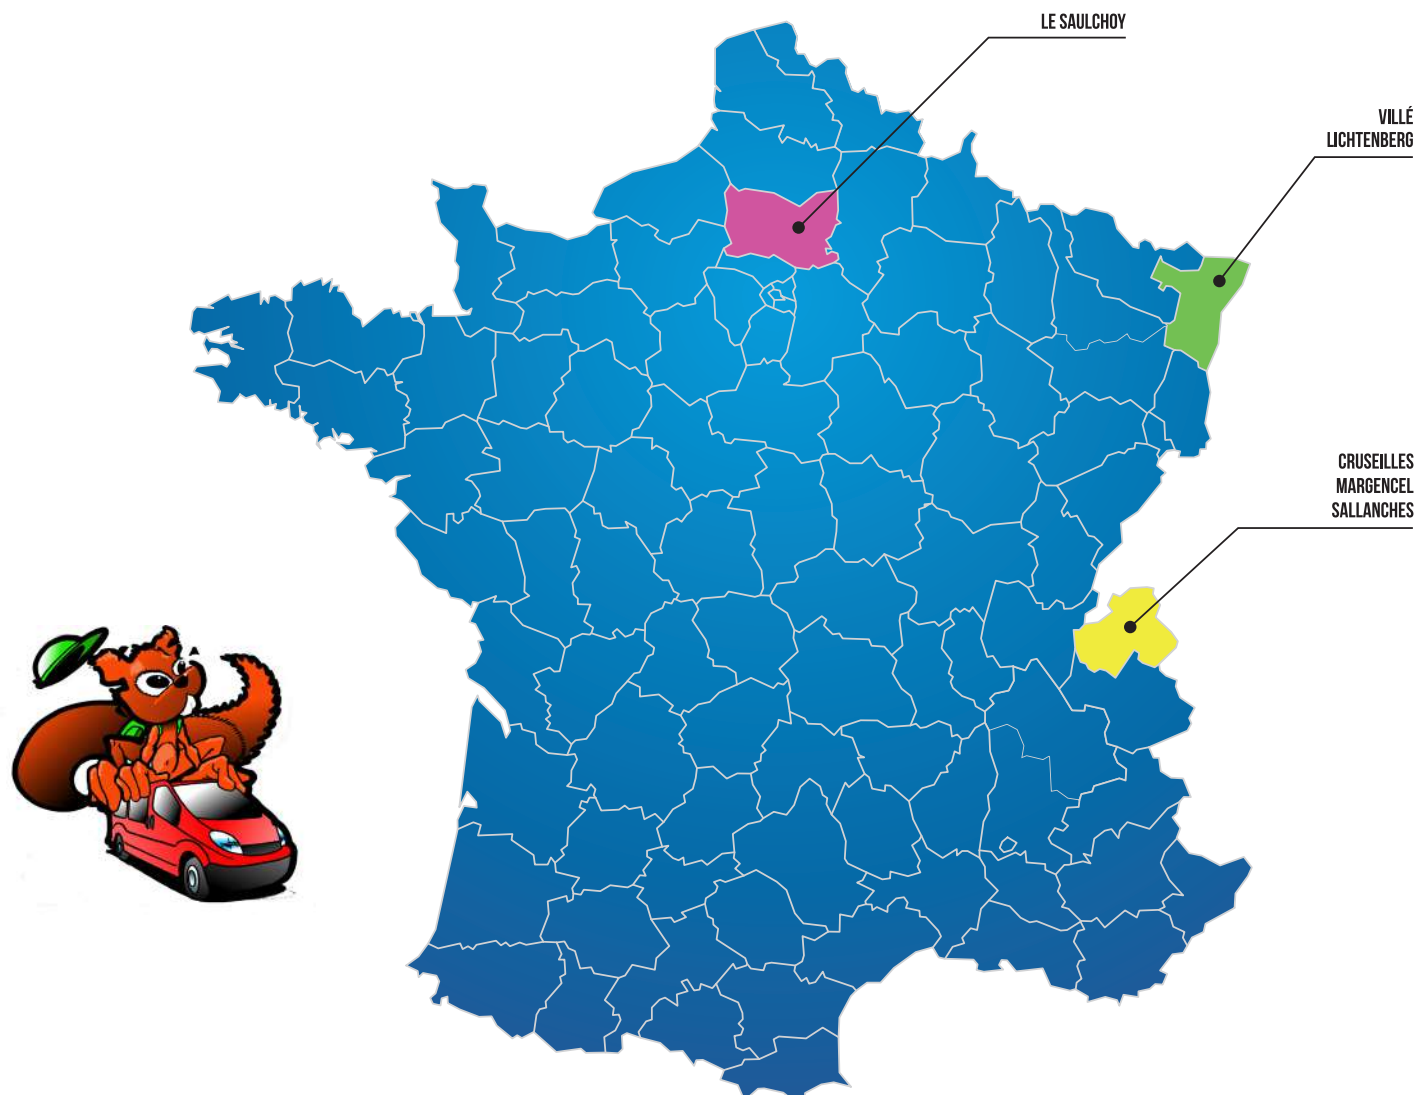 LE SAULCHOY
VILLÉ
LICHTENBERG
CRUSEILLES
MARGENCEL
SALLANCHES